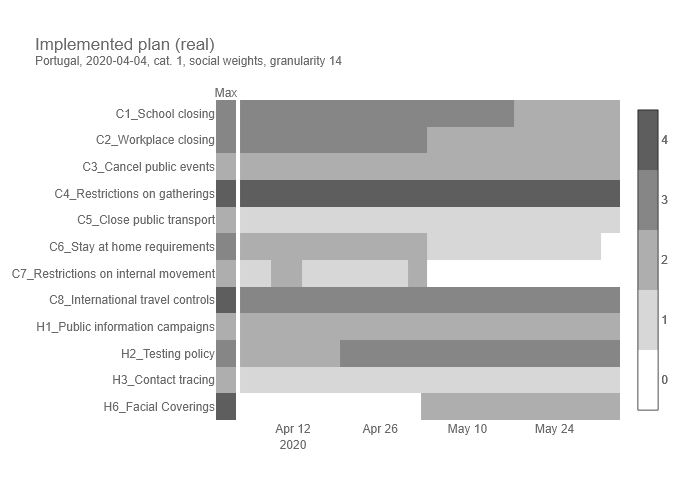 Implemented plan (real)
Portugal, 2020-04-04, cat. 1, social weights, granularity 14
Max
C1_School closing
C2_Workplace closing
C3_Cancel public events
C4_Restrictions on gatherings
C5_Close public transport
C6_Stay at home requirements
C7_Restrictions on internal movement
C8_International travel controls
H1_Public information campaigns
H2_Testing policy
H3_Contact tracing
H6_Facial Coverings
4
3
2
1
0
Apr 12 Apr 26 May 10 May 24
2020